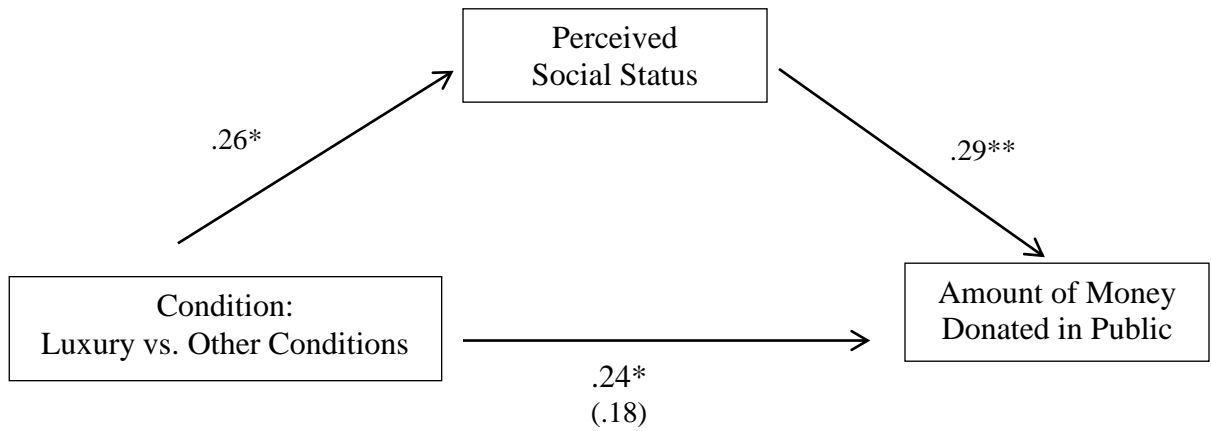 Perceived
Social Status
.26*
.29**
Condition:
Luxury vs. Other Conditions
Amount of Money
Donated in Public
.24*
(.18)